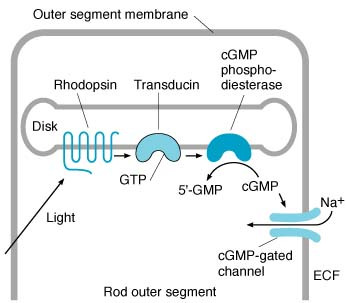 Outer segment membrane
cGMP
phospho-
diesterase
Rhodopsin
Transducin
Disk
GTP
5'-GMP
cGMP
Na+
Light
cGMP-gated
channel
ECF
Rod outer segment